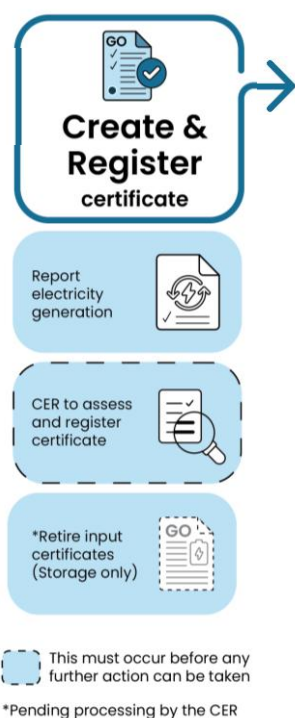 GO
Create &
Register
certificate
Report
electricity
generation
CER to assess
and register
certificate
*Retire input
certificates
(Storage only)
GO
This must occur before any
further action can be taken
*Pending processing by the CER